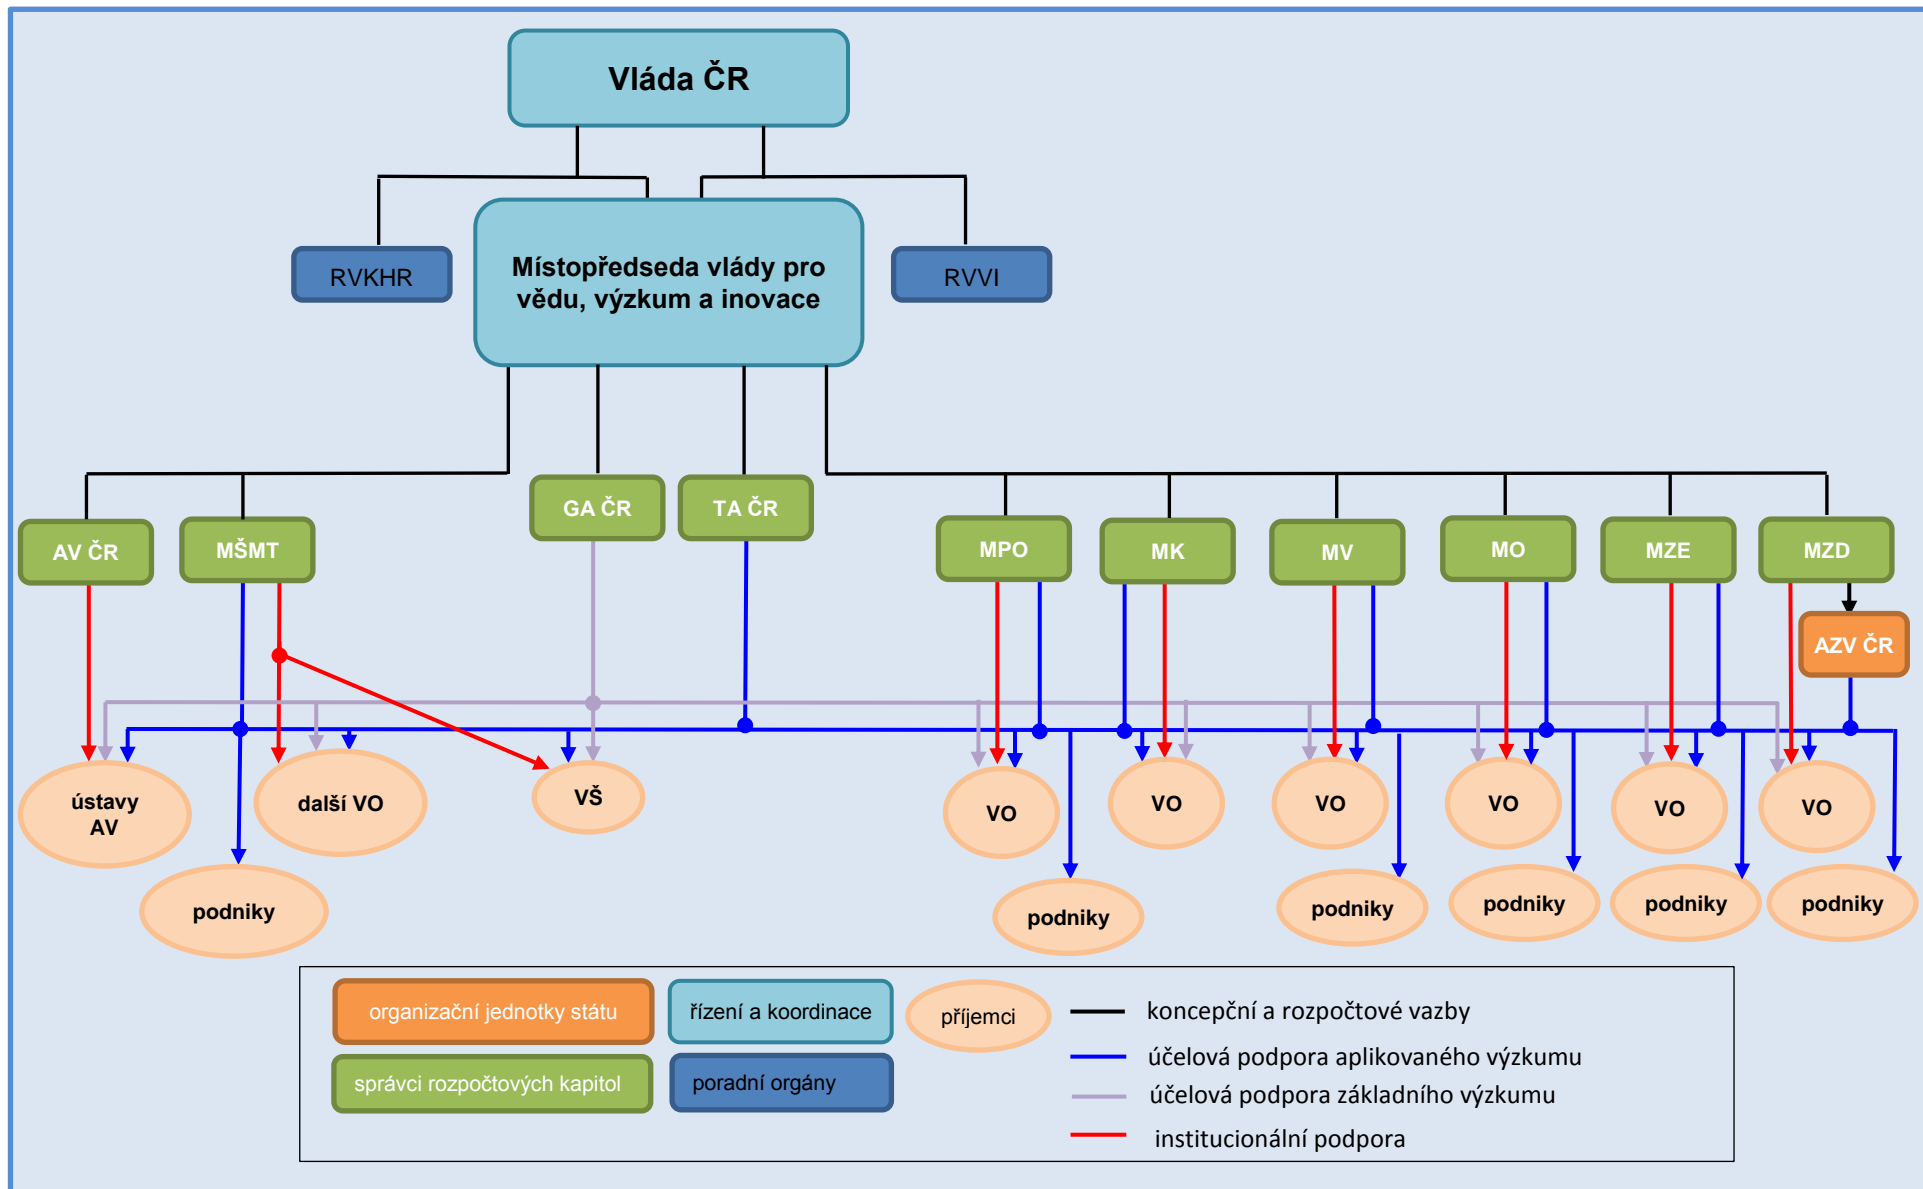 Vláda ČR
RVKHR
Místopředseda vlády pro
vědu, výzkum a inovace
RVVI
GA ČR
TA ČR
AV ČR
MŠMT
MPO
MK
MV
MO
MZE
MZD
AZV ČR
ústavy
AV
další VO
VŠ
VO
VO
VO
VO
VO
VO
podniky
podniky
podniky
podniky
podniky
podniky
organizační jednotky státu
řízení a koordinace
příjemci
správci rozpočtových kapitol
poradní orgány
koncepční a rozpočtové vazby
účelová podpora aplikovaného výzkumu
účelová podpora základního výzkumu
institucionální podpora